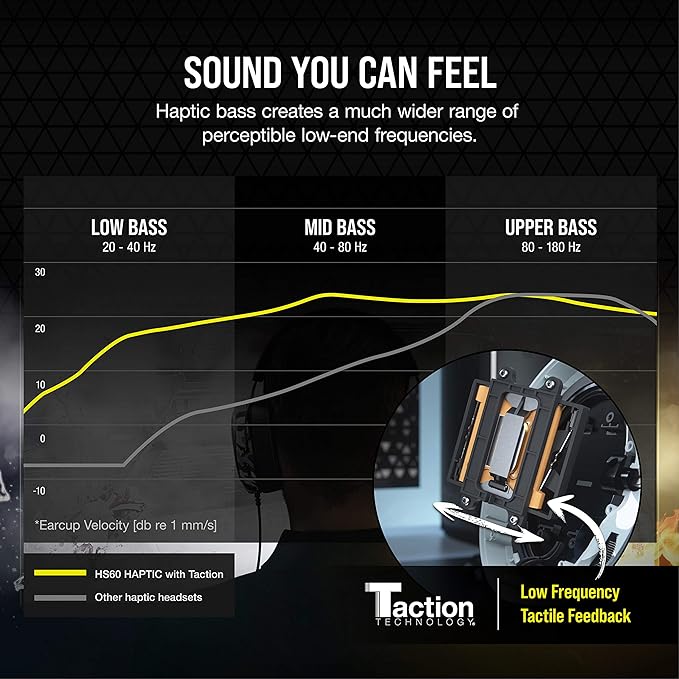 SOUND YOU CAN FEEL
Haptic bass creates a much wider range of
perceptible low-end frequencies.
LOW BASS
20 - 40 Hz
MID BASS
40 - 80 Hz
UPPER BASS
80 - 180 Hz
30
20
10
0
-10
*Earcup Velocity [db re 1 mm/s]
HS60 HAPTIC with Taction
Other haptic headsets
Taction
TECHNOLOGY
Low Frequency
Tactile Feedback